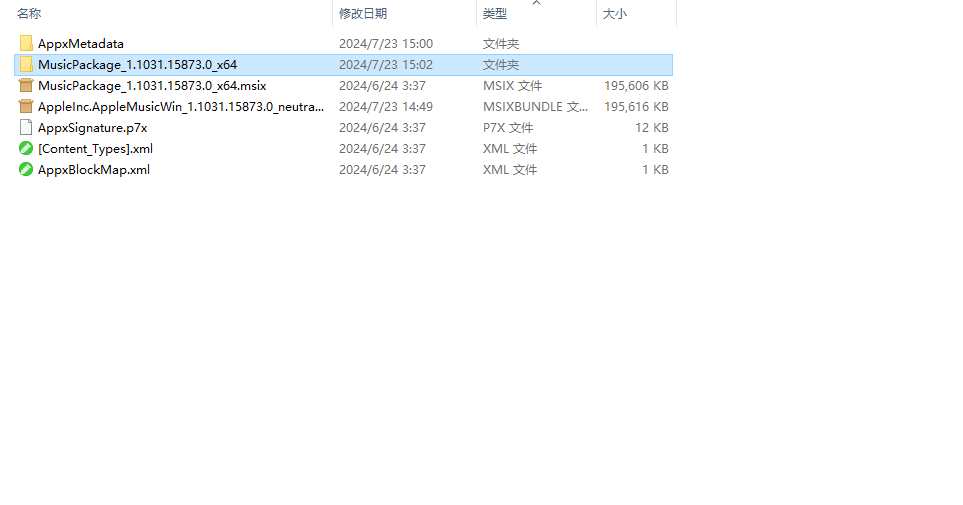 名称 修改日期 类型 大小
AppxMetadata 2024/7/23 15:00 文件夹
MusicPackage_1.1031.15873.0_x64 2024/7/23 15:02 文件夹
MusicPackage_1.1031.15873.0_x64.msix 2024/6/24 3:37 MSIX 文件 195,606 KB
AppleInc.AppleMusicWin_1.1031.15873.0_neutra... 2024/7/23 14:49 MSIXBUNDLE 文... 195,616 KB
AppxSignature.p7x 2024/6/24 3:37 P7X 文件 12 KB
[Content_Types].xml 2024/6/24 3:37 XML 文件 1 KB
AppxBlockMap.xml 2024/6/24 3:37 XML 文件 1 KB